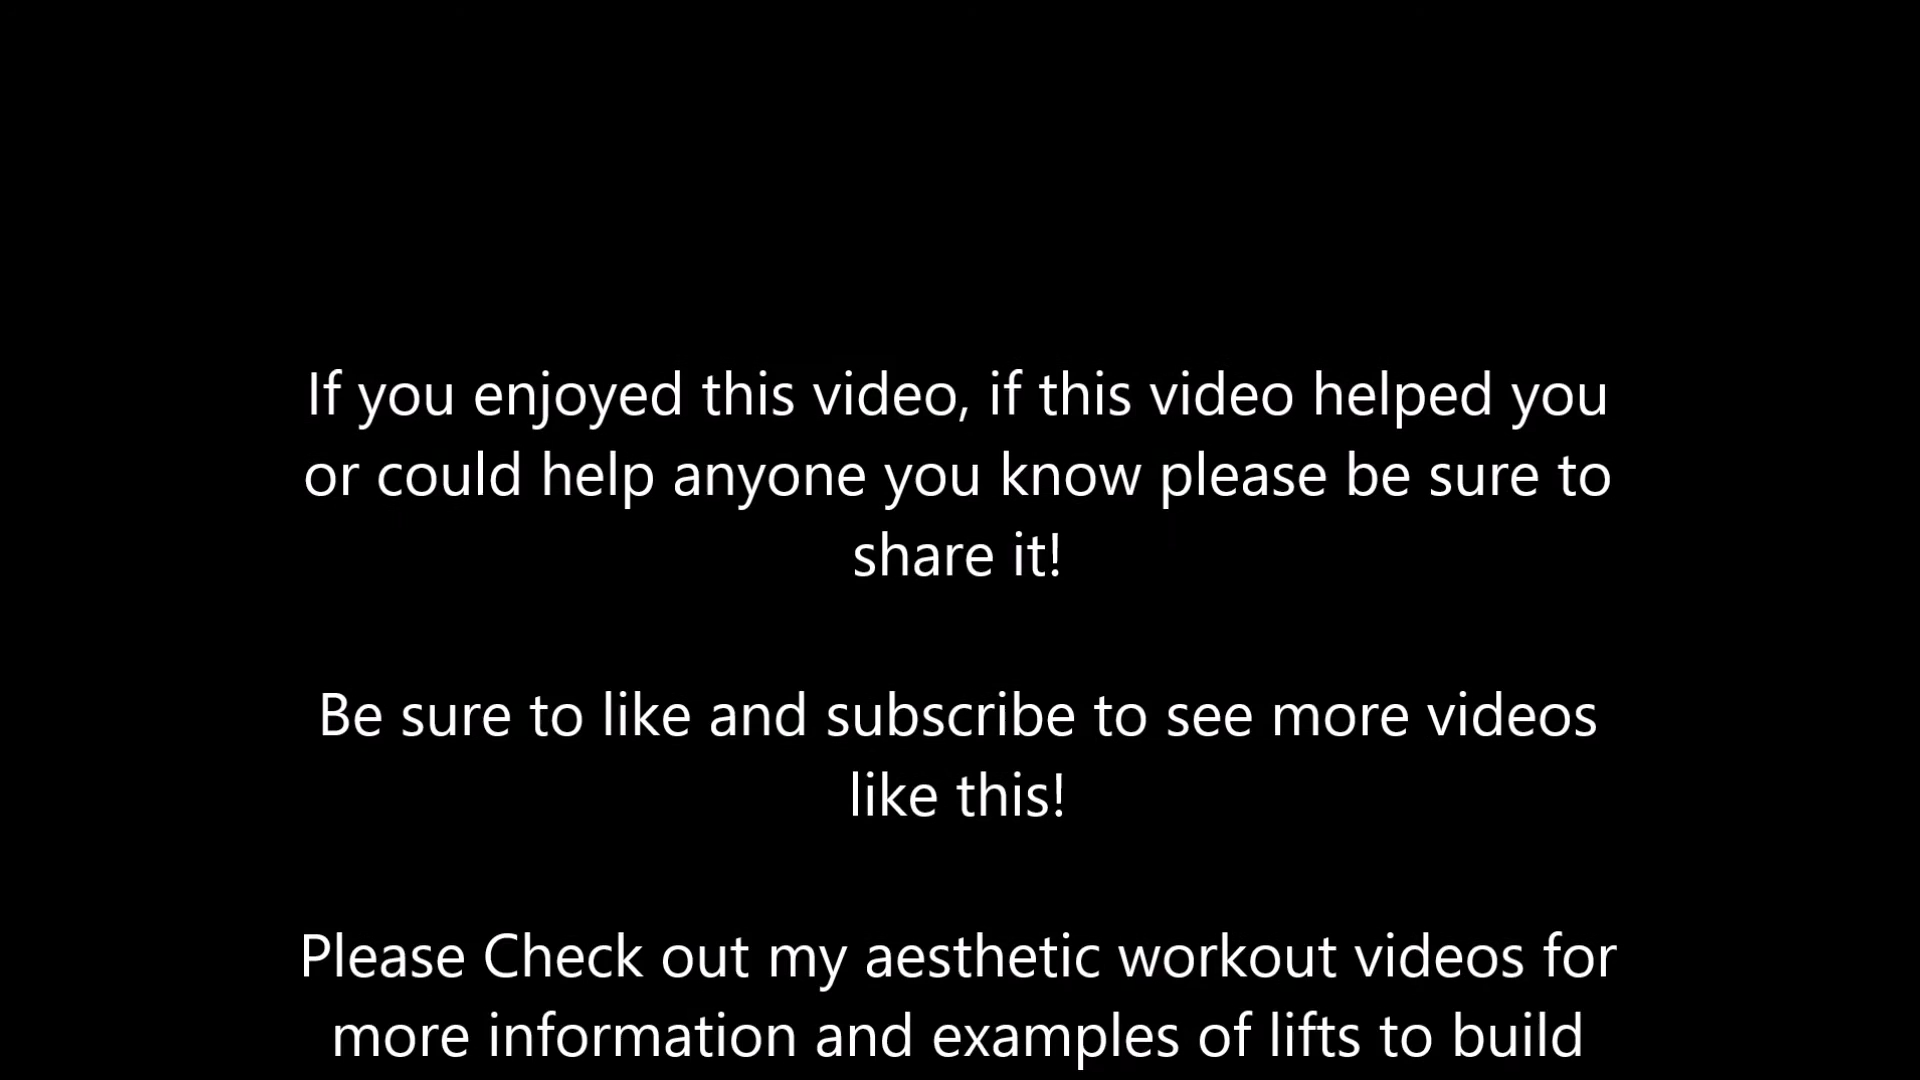 If you enjoyed this video, if this video helped you
or could help anyone you know please be sure to
share it!
Be sure to like and subscribe to see more videos
like this!
Please Check out my aesthetic workout videos for
more information and examples of lifts to build